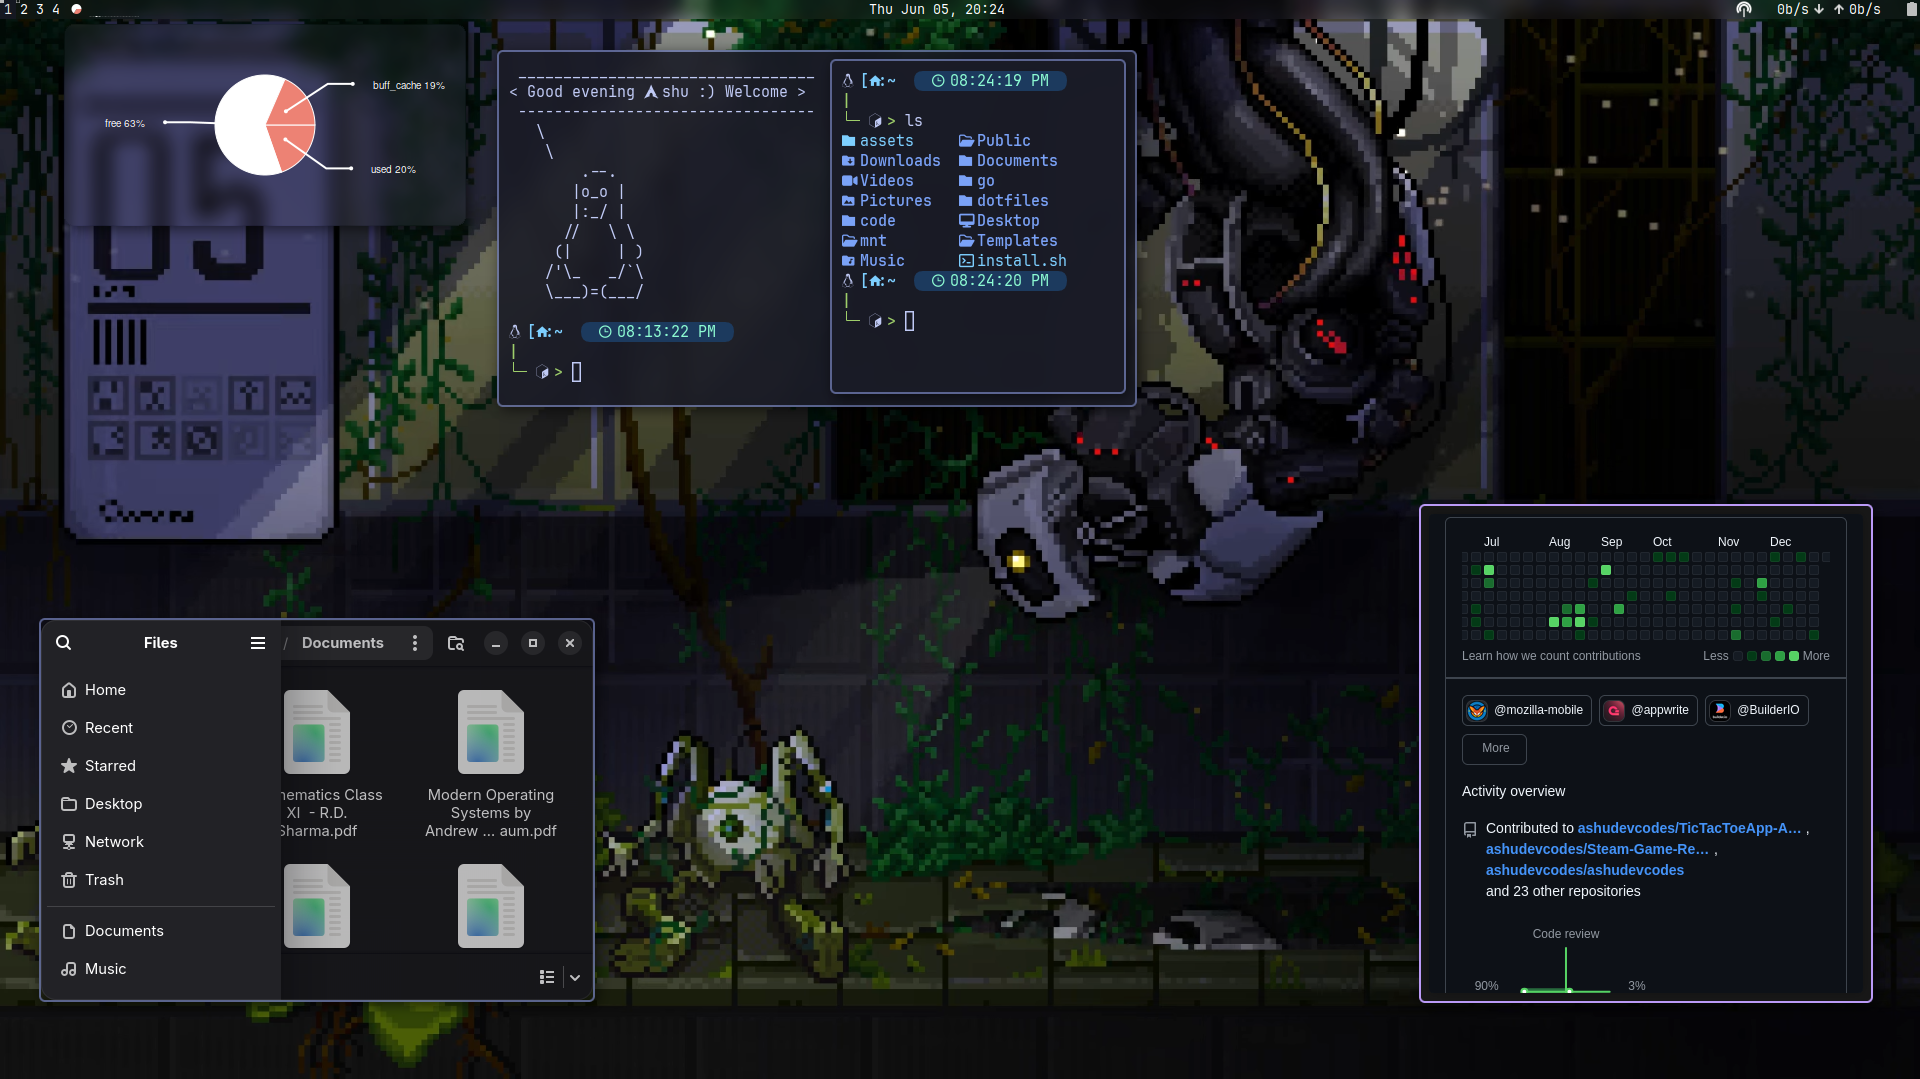 1 2 3 4
Thu Jun 05, 20:24
0b/s ↓ ↑ 0b/s
buff_cache 19%
free 63%
used 20%
05
---------------------------------
< Good evening shu :) Welcome >
---------------------------------
\
\
.--.
|o_o |
|:_/ |
//   \ \
(|     | )
/'\_   _/`\
\___)=(___/
[ :~ 08:13:22 PM
>
[ :~ 08:24:19 PM
> ls
assets Public
Downloads Documents
Videos go
Pictures dotfiles
code Desktop
mnt Templates
Music install.sh
[ :~ 08:24:20 PM
>
Files
/ Documents
Home
Recent
Starred
Desktop
Network
Trash
Documents
Music
hematics Class
XI - R.D.
Sharma.pdf
Modern Operating
Systems by
Andrew ... aum.pdf
Jul Aug Sep Oct Nov Dec
Learn how we count contributions
Less More
@mozilla-mobile @appwrite @BuilderIO
More
Activity overview
Contributed to ashudevcodes/TicTacToeApp-A… ,
ashudevcodes/Steam-Game-Re… ,
ashudevcodes/ashudevcodes
and 23 other repositories
Code review
90% 3%